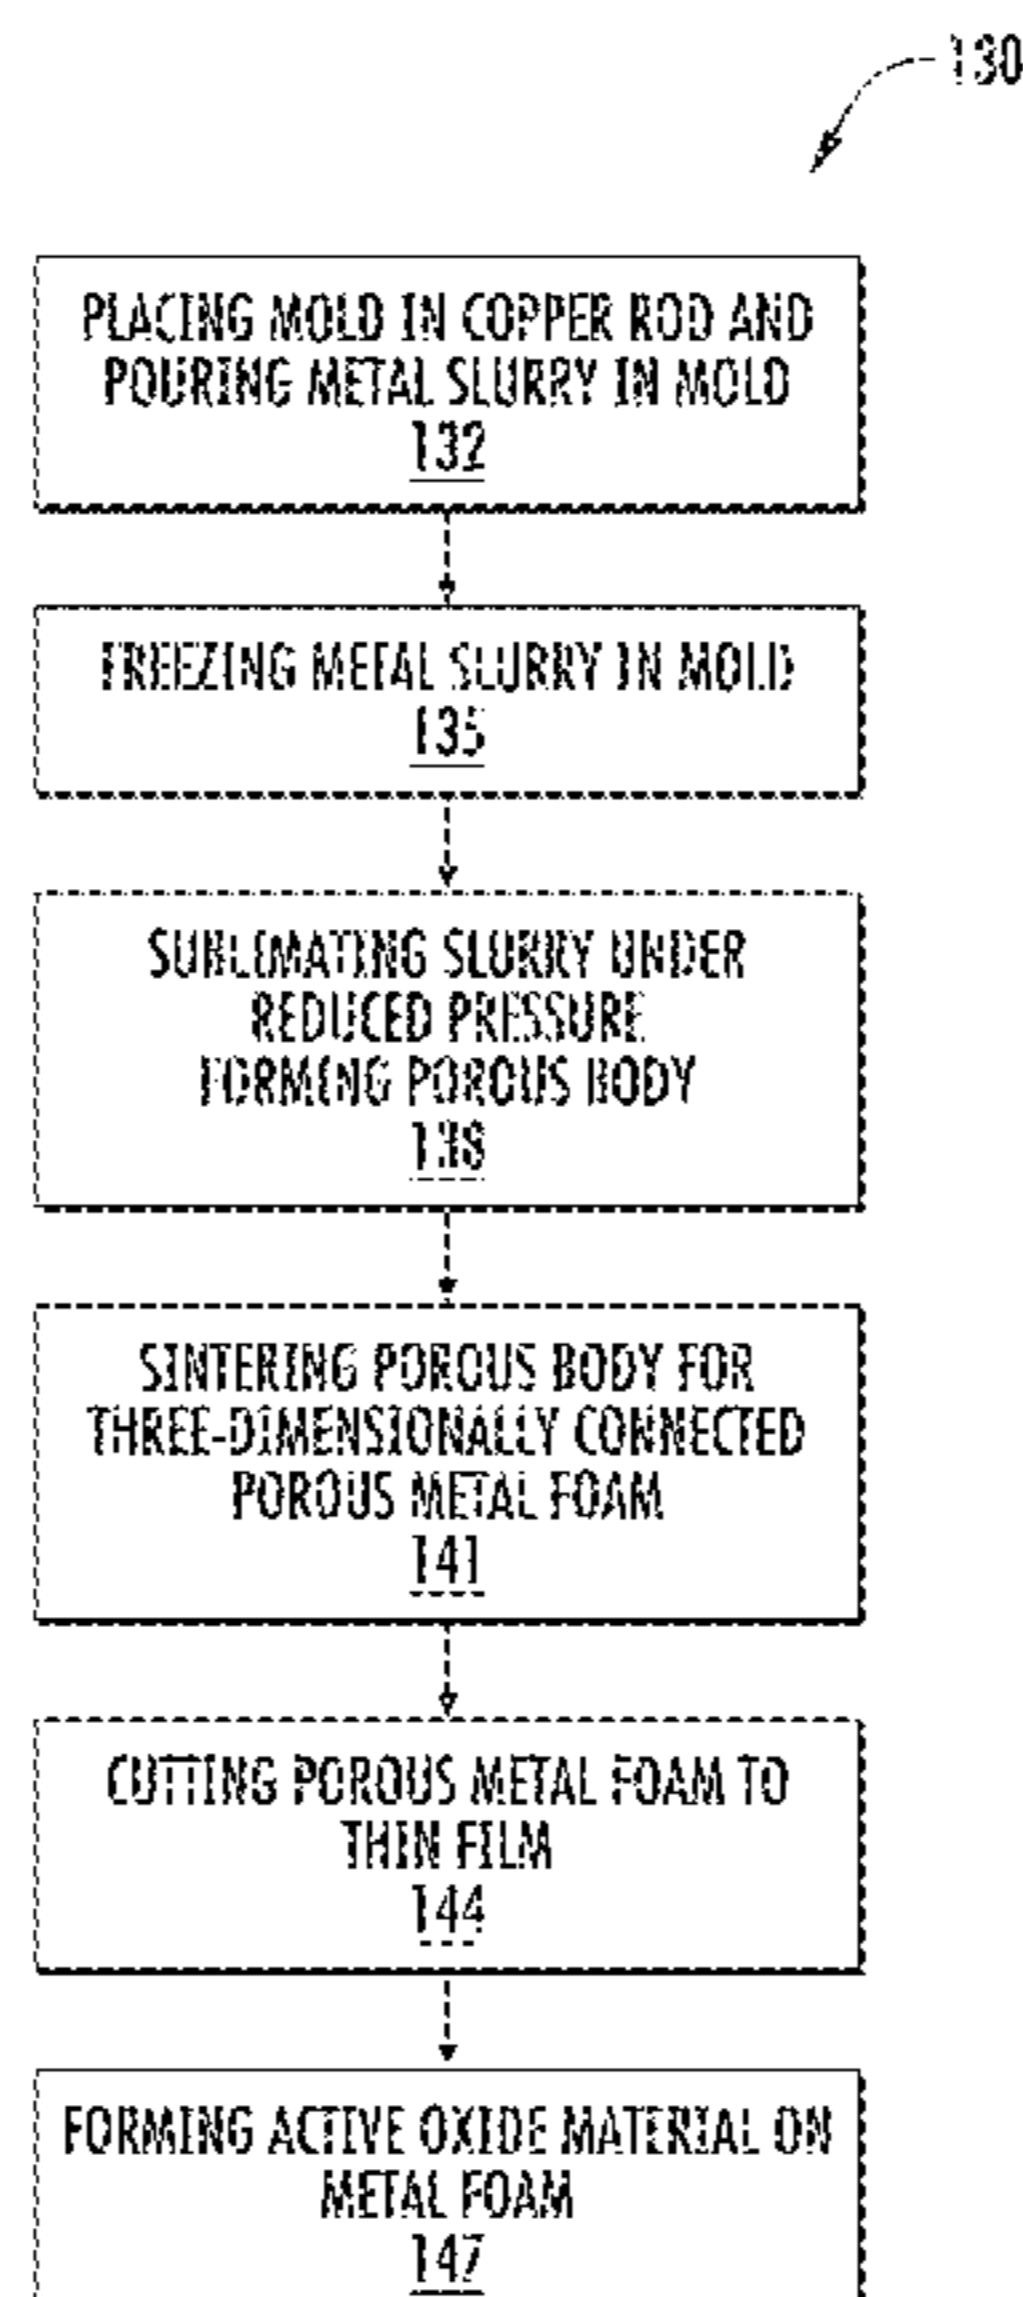 130
PLACING MOLD IN COPPER ROD AND
POURING METAL SLURRY IN MOLD
132
FREEZING METAL SLURRY IN MOLD
135
SUBLIMATING SLURRY UNDER
REDUCED PRESSURE
FORMING POROUS BODY
138
SINTERING POROUS BODY FOR
THREE-DIMENSIONALLY CONNECTED
POROUS METAL FOAM
141
CUTTING POROUS METAL FOAM TO
THIN FILM
144
FORMING ACTIVE OXIDE MATERIAL ON
METAL FOAM
147